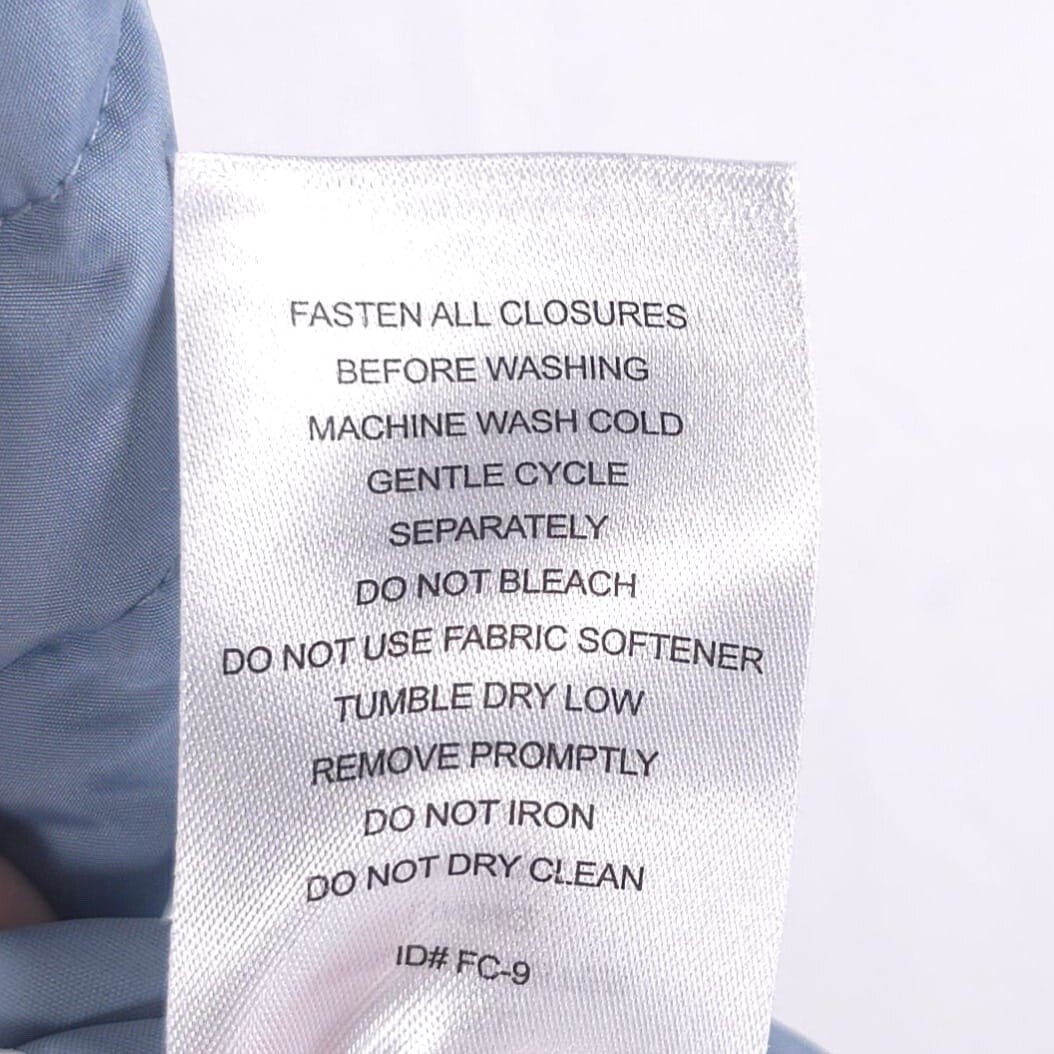 FASTEN ALL CLOSURES
BEFORE WASHING
MACHINE WASH COLD
GENTLE CYCLE
SEPARATELY
DO NOT BLEACH
DO NOT USE FABRIC SOFTENER
TUMBLE DRY LOW
REMOVE PROMPTLY
DO NOT IRON
DO NOT DRY CLEAN
ID# FC-9